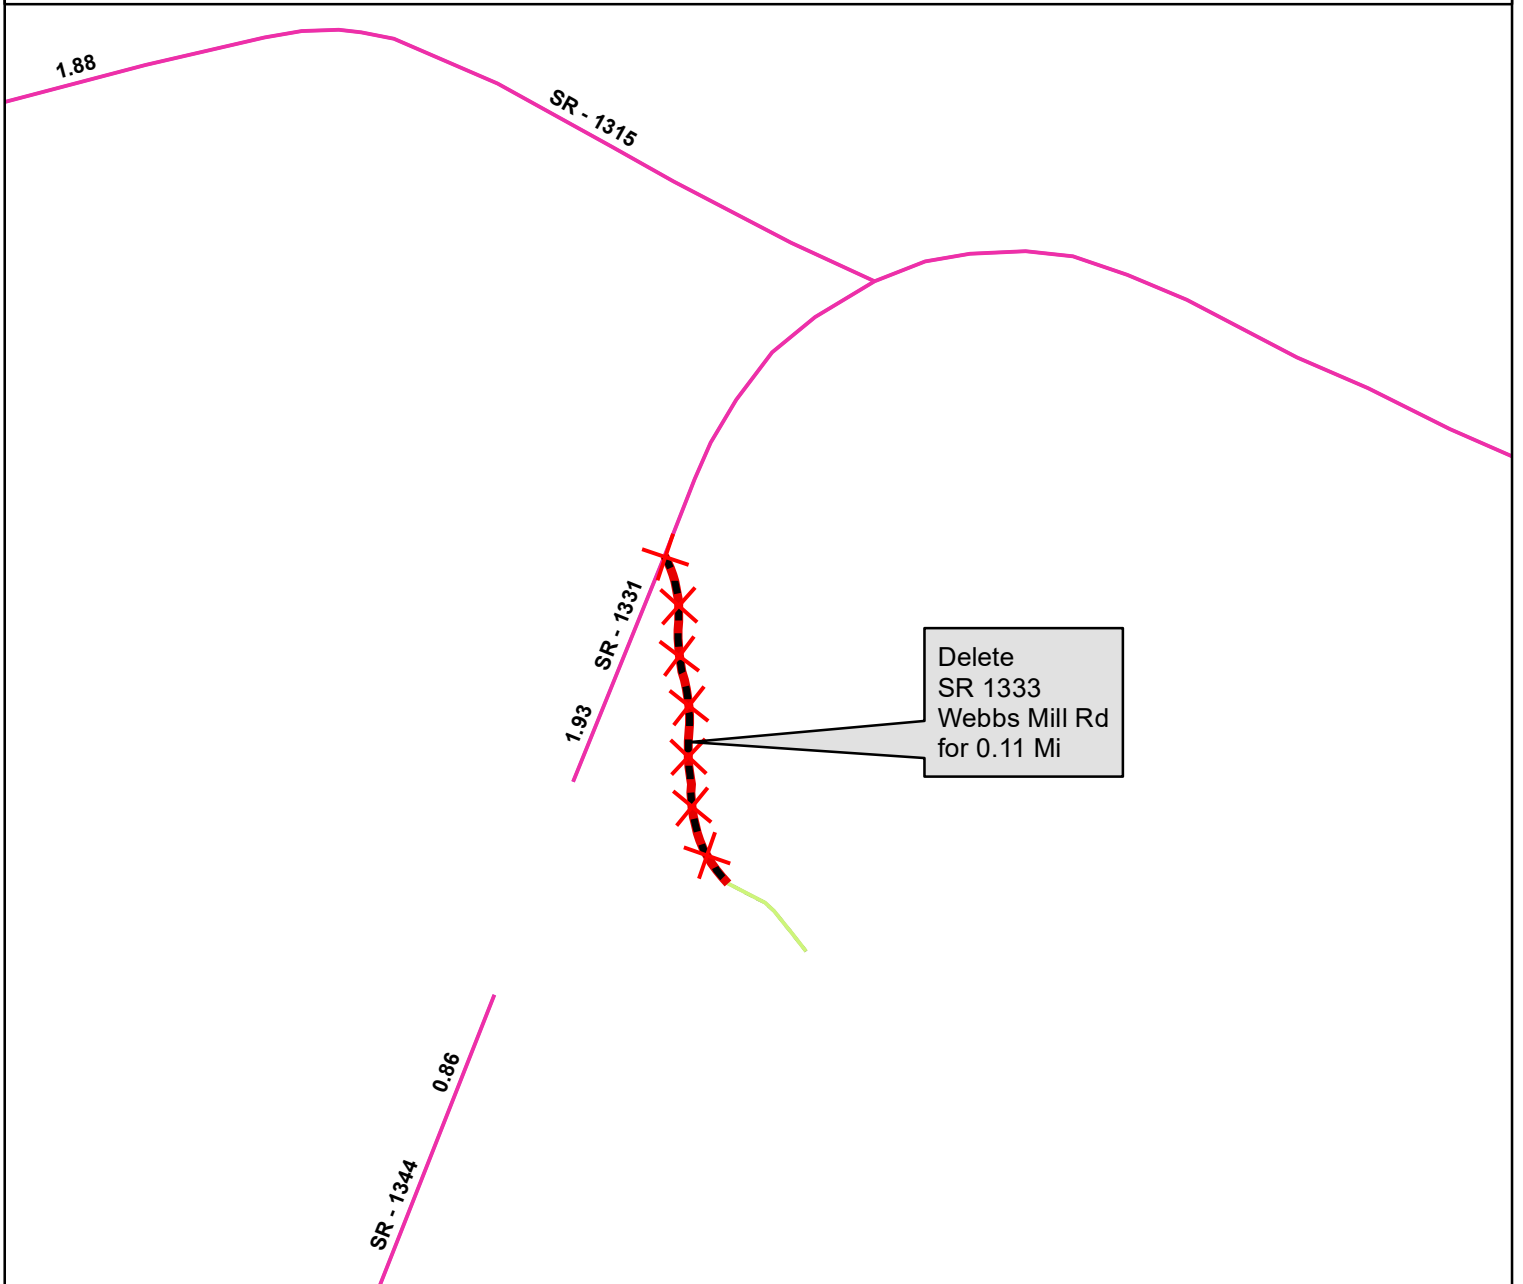 1.88
SR - 1315
SR - 1331
1.93
Delete
SR 1333
Webbs Mill Rd
for 0.11 Mi
0.86
SR - 1344